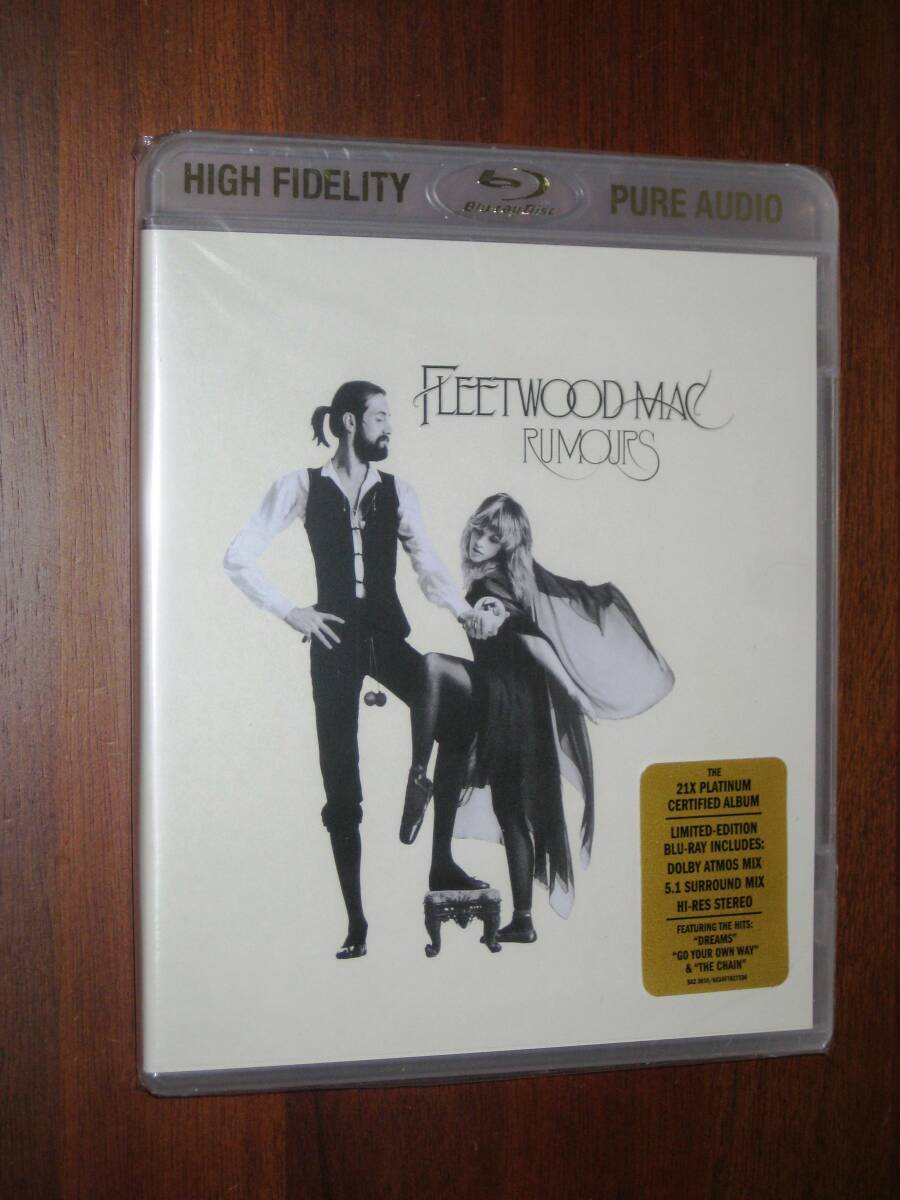 HIGH FIDELITY
Blu-ray Disc
PURE AUDIO
FLEETWOOD MAC
RUMOURS
THE
21X PLATINUM
CERTIFIED ALBUM
LIMITED-EDITION
BLU-RAY INCLUDES:
DOLBY ATMOS MIX
5.1 SURROUND MIX
HI-RES STEREO
FEATURING THE HITS:
"DREAMS"
"GO YOUR OWN WAY"
& "THE CHAIN"